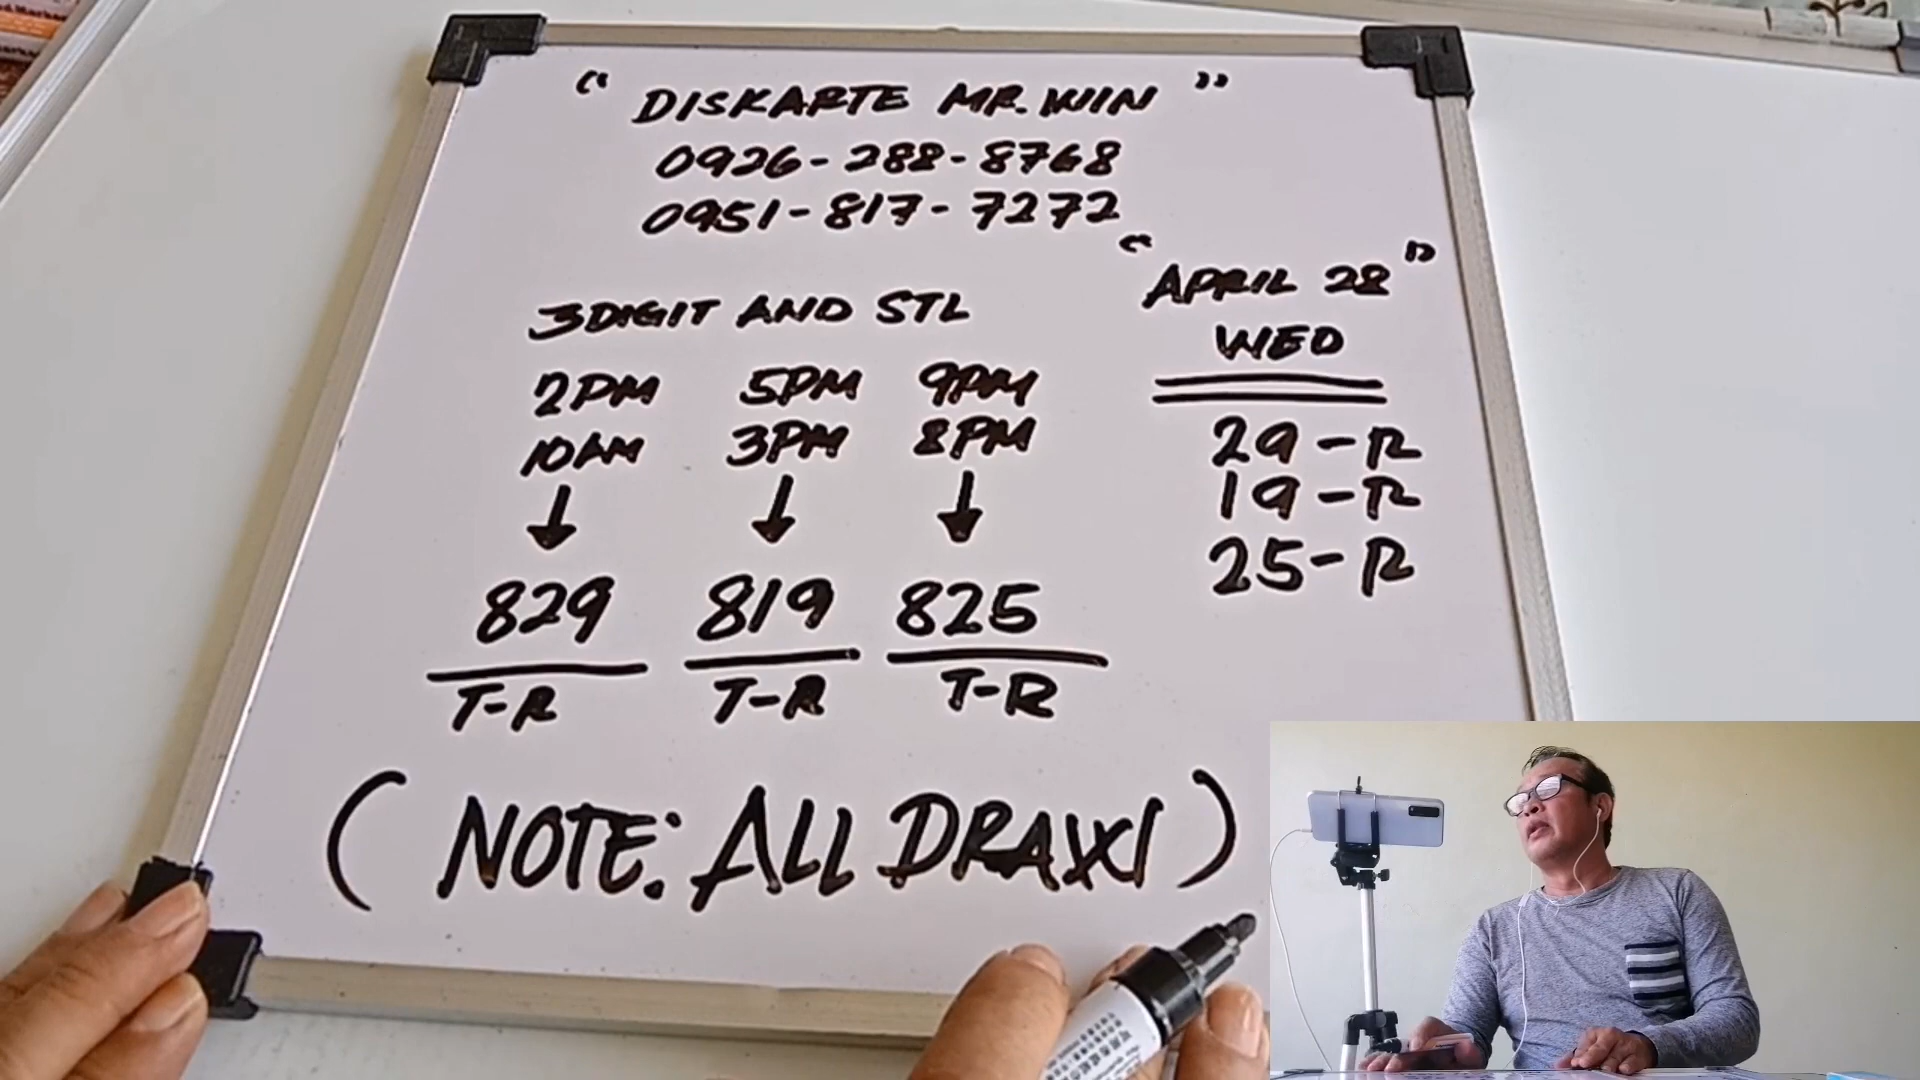 " DISKARTE MR. WIN "
0926-288-8768
0951-817-7272
3DIGIT AND STL
2PM 5PM 9PM
10AM 3PM 8PM
829 819 825
T-R T-R T-R
" APRIL 28 "
WED
29-R
19-R
25-R
( NOTE: ALL DRAW )